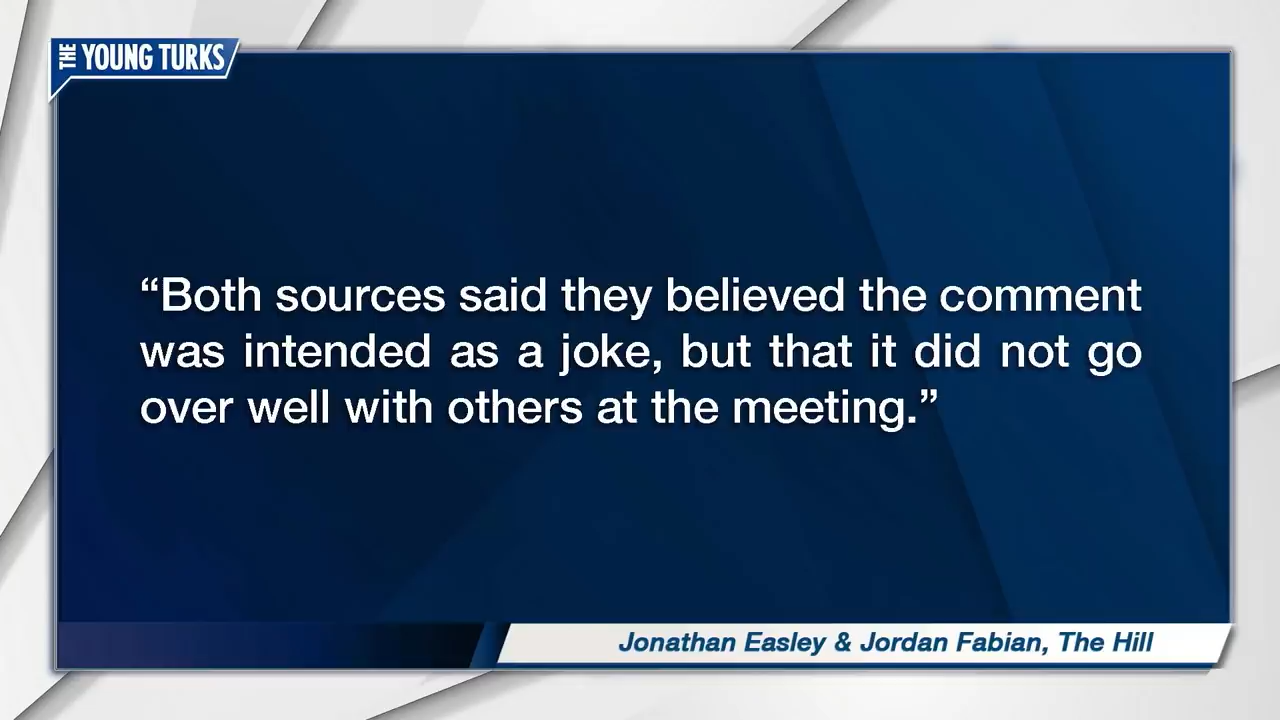 THE YOUNG TURKS
“Both sources said they believed the comment
was intended as a joke, but that it did not go
over well with others at the meeting.”
Jonathan Easley & Jordan Fabian, The Hill